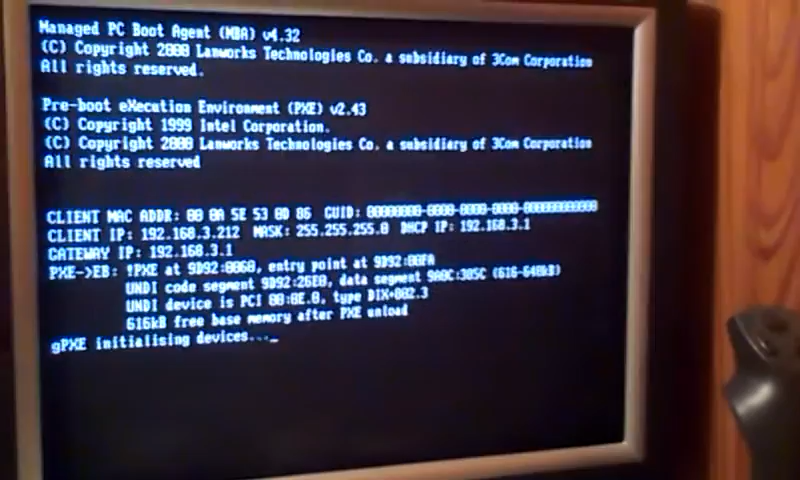 Managed PC Boot Agent (MBA) v4.32
(C) Copyright 2000 Lanworks Technologies Co. a subsidiary of 3Com Corporation
All rights reserved.
Pre-boot eXecution Environment (PXE) v2.43
(C) Copyright 1999 Intel Corporation.
(C) Copyright 2000 Lanworks Technologies Co. a subsidiary of 3Com Corporation
All rights reserved
CLIENT MAC ADDR: 00 0A 5E 53 0D 86 GUID: 00000000-0000-0000-0000-000000000000
CLIENT IP: 192.168.3.212 MASK: 255.255.255.0 DHCP IP: 192.168.3.1
GATEWAY IP: 192.168.3.1
PXE->EB: !PXE at 9D92:0060, entry point at 9D92:00FA
UNDI code segment 9D92:26E0, data segment 9A0C:385C (616-640kB)
UNDI device is PCI 00:0E.0, type DIX+802.3
616kB free base memory after PXE unload
gPXE initialising devices..._